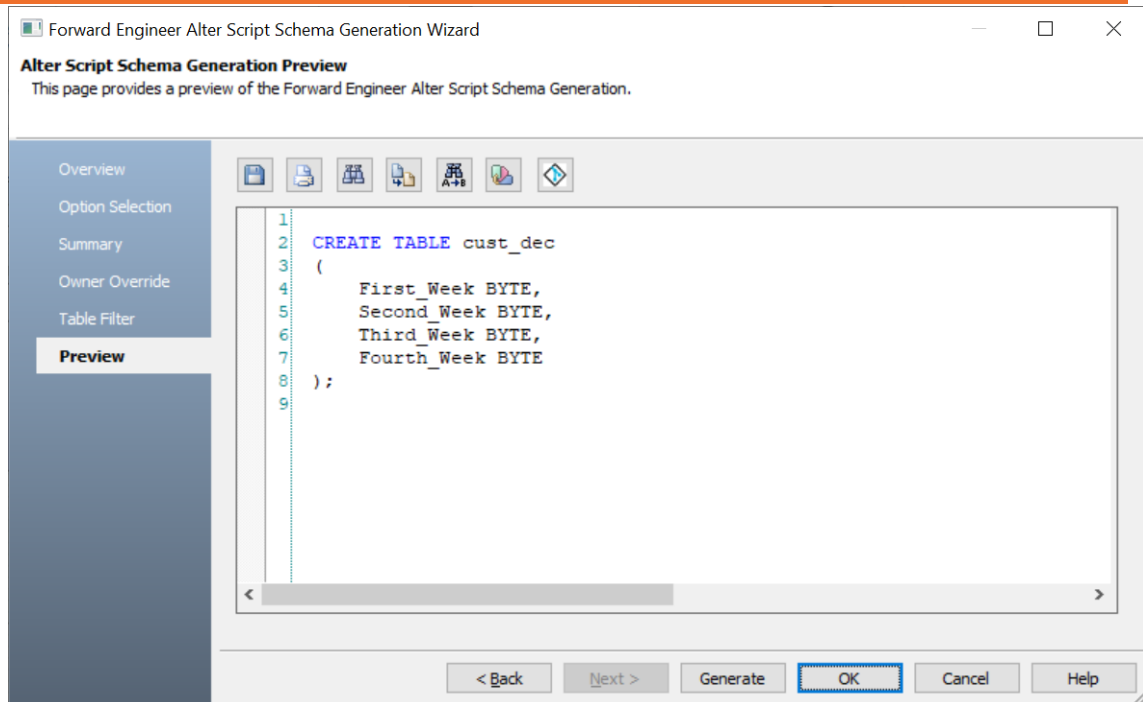 Forward Engineer Alter Script Schema Generation Wizard
Alter Script Schema Generation Preview
This page provides a preview of the Forward Engineer Alter Script Schema Generation.
Overview
Option Selection
Summary
Owner Override
Table Filter
Preview
A B
1
2 CREATE TABLE cust_dec
3 (
4 First_Week BYTE,
5 Second_Week BYTE,
6 Third_Week BYTE,
7 Fourth_Week BYTE
8 );
9
< Back Next > Generate OK Cancel Help